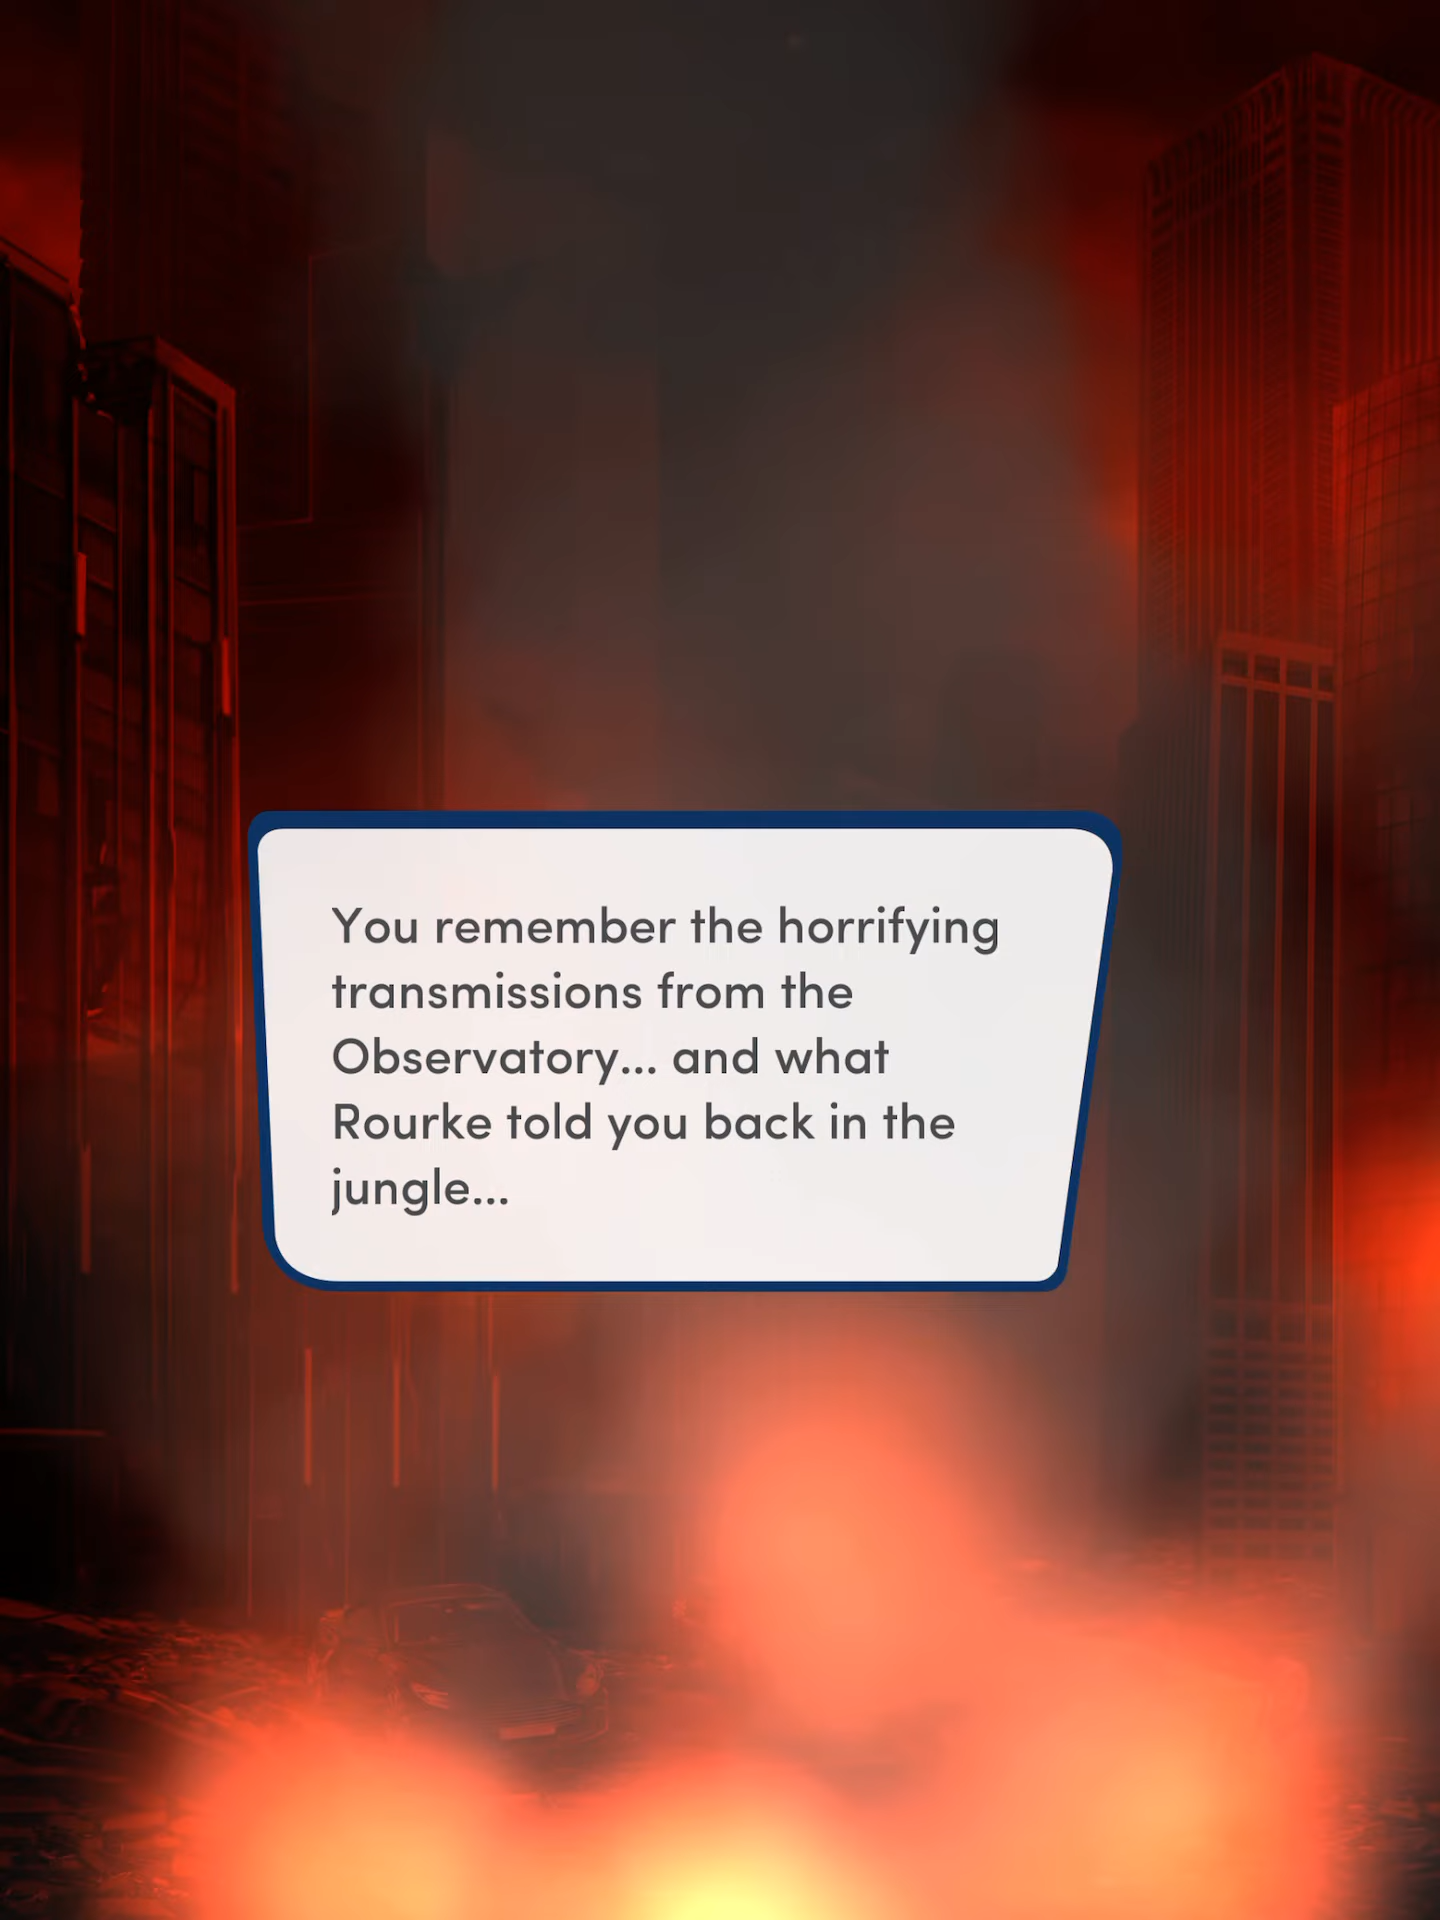 You remember the horrifying
transmissions from the
Observatory... and what
Rourke told you back in the
jungle...